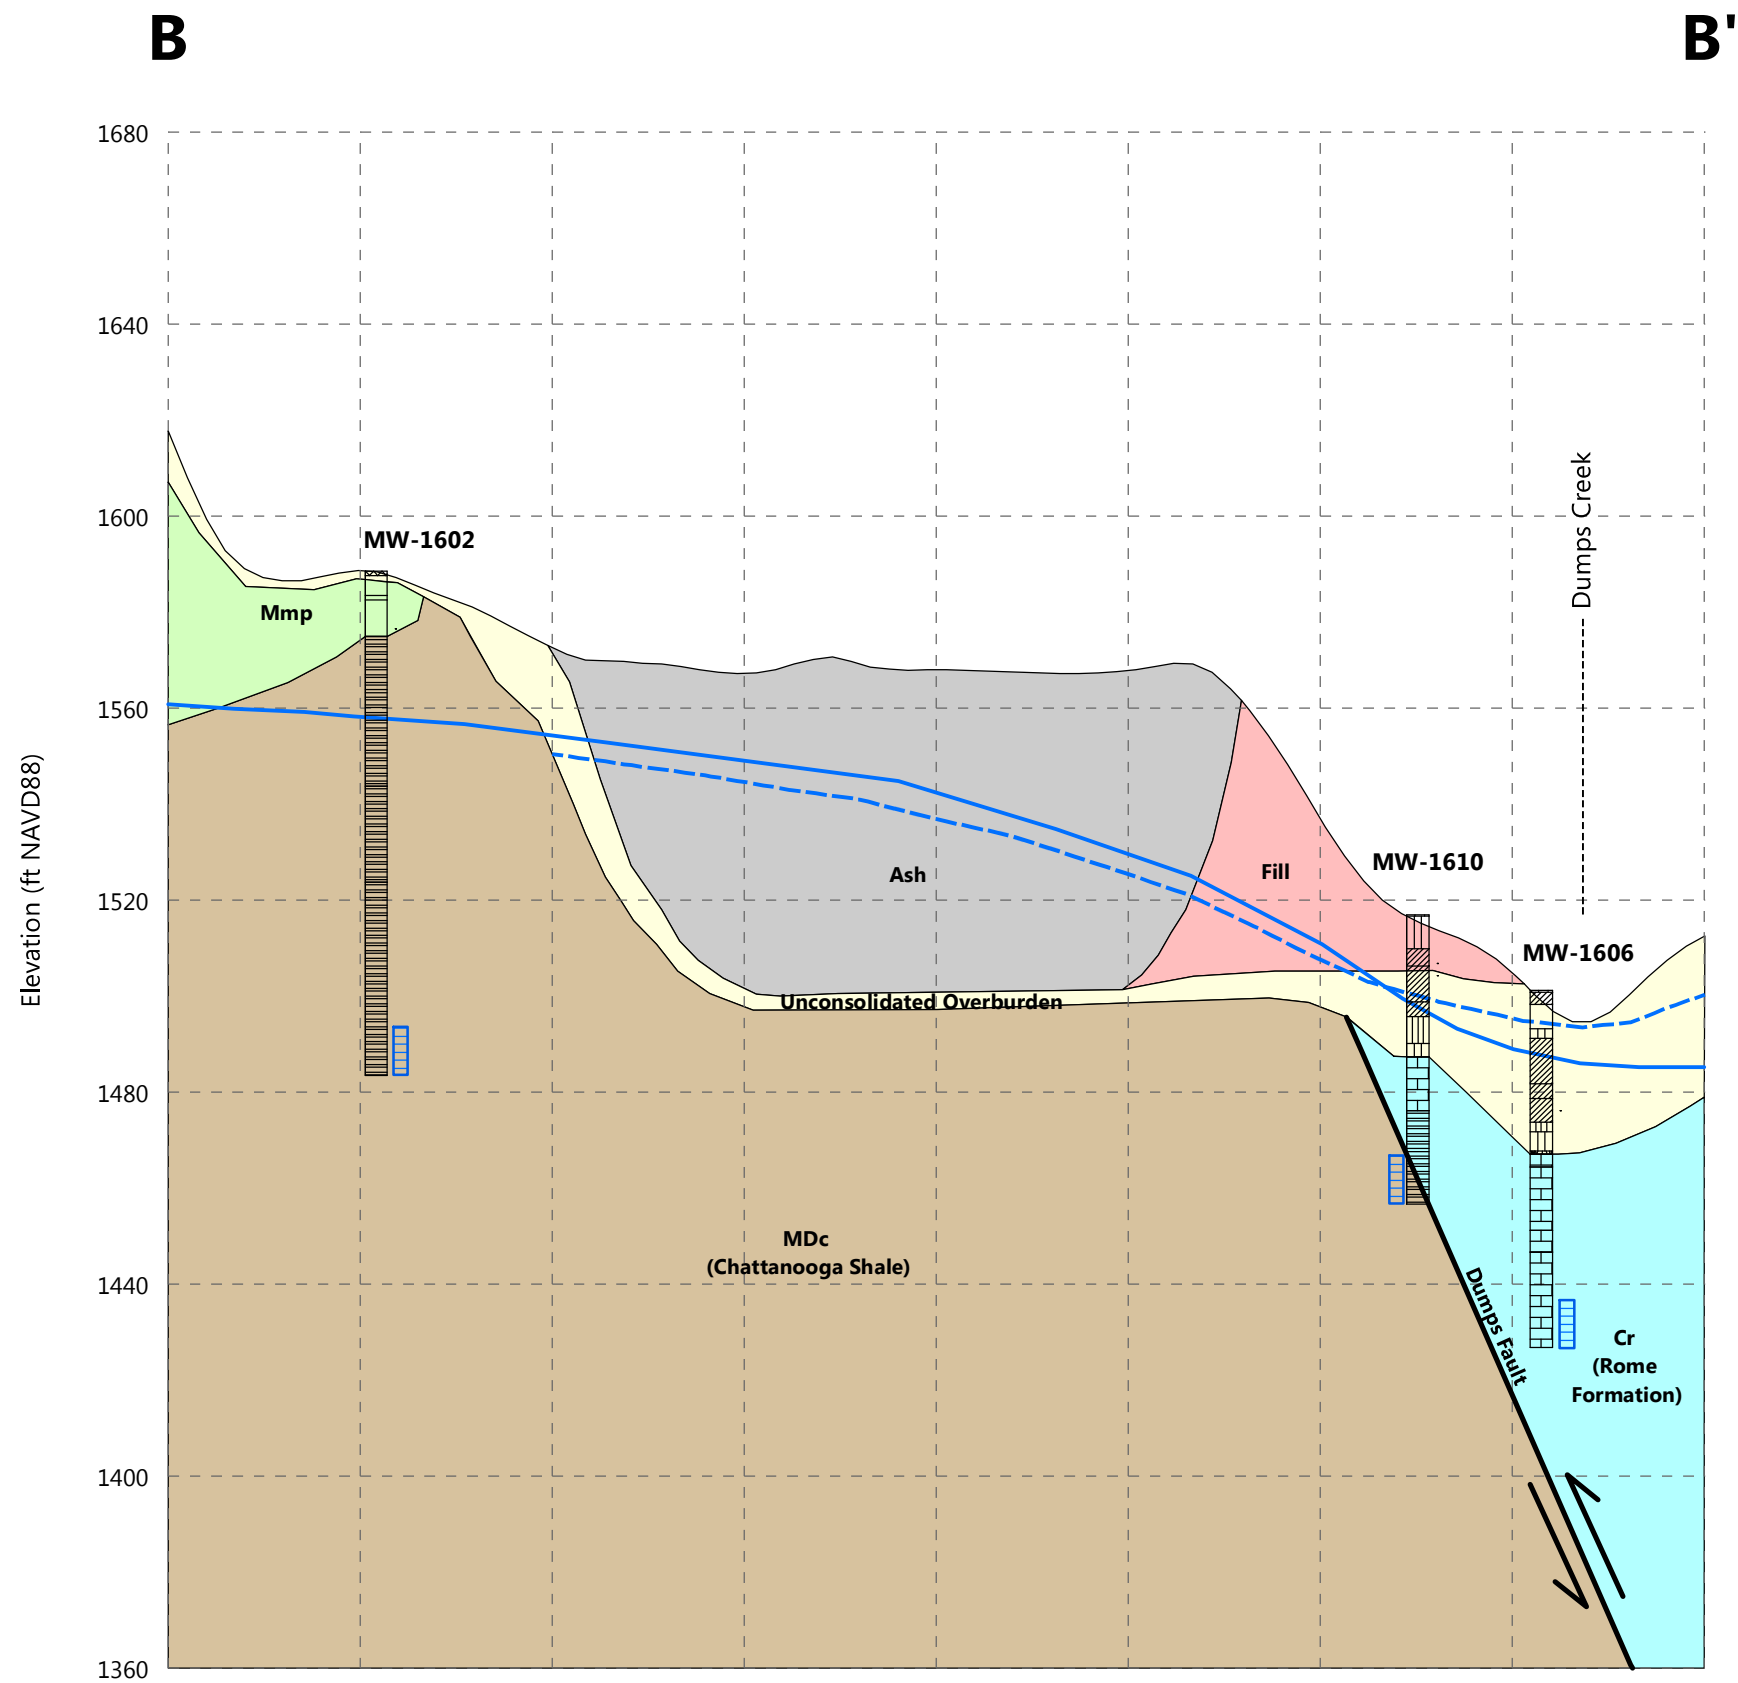 B
B'
1680
1640
1600
1560
1520
1480
1440
1400
1360
Elevation (ft NAVD88)
MW-1602
Mmp
Dumps Creek
MW-1610
MW-1606
Ash
Fill
Unconsolidated Overburden
MDc
(Chattanooga Shale)
Dumps Fault
Cr
(Rome
Formation)